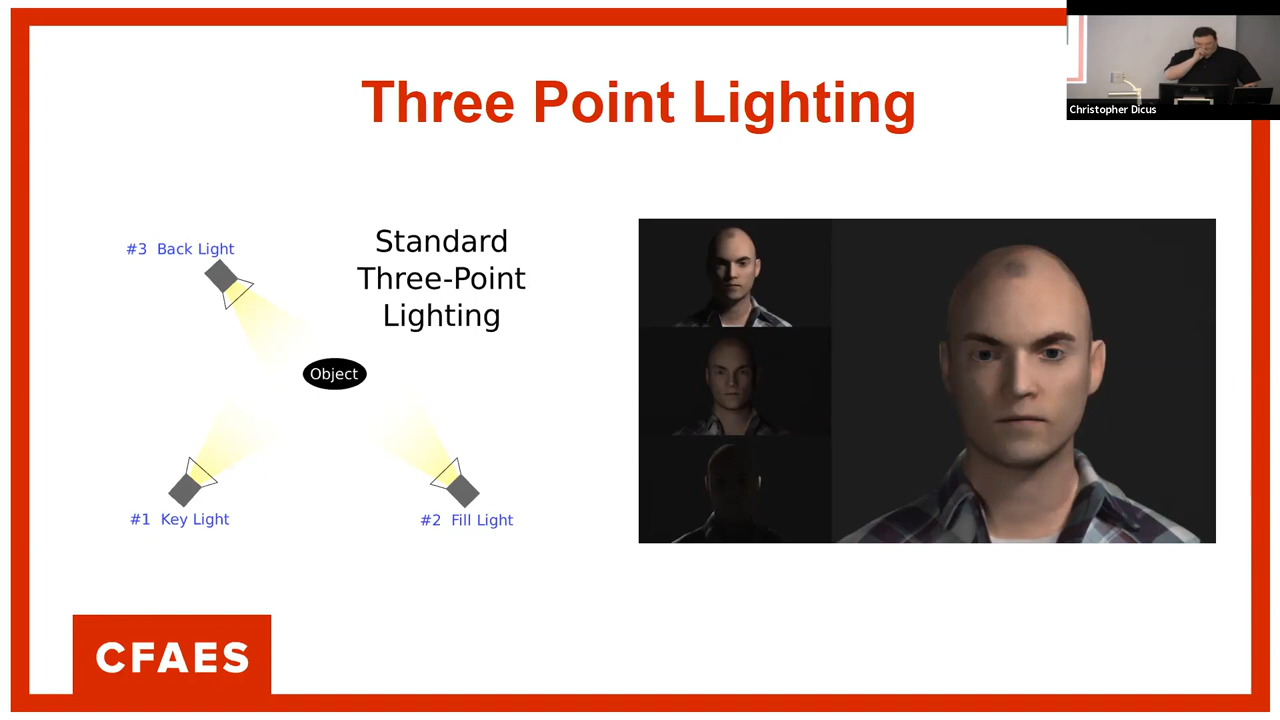 Three Point Lighting
Christopher Dicus
#3  Back Light
Standard
Three-Point
Lighting
Object
#1  Key Light
#2  Fill Light
CFAES